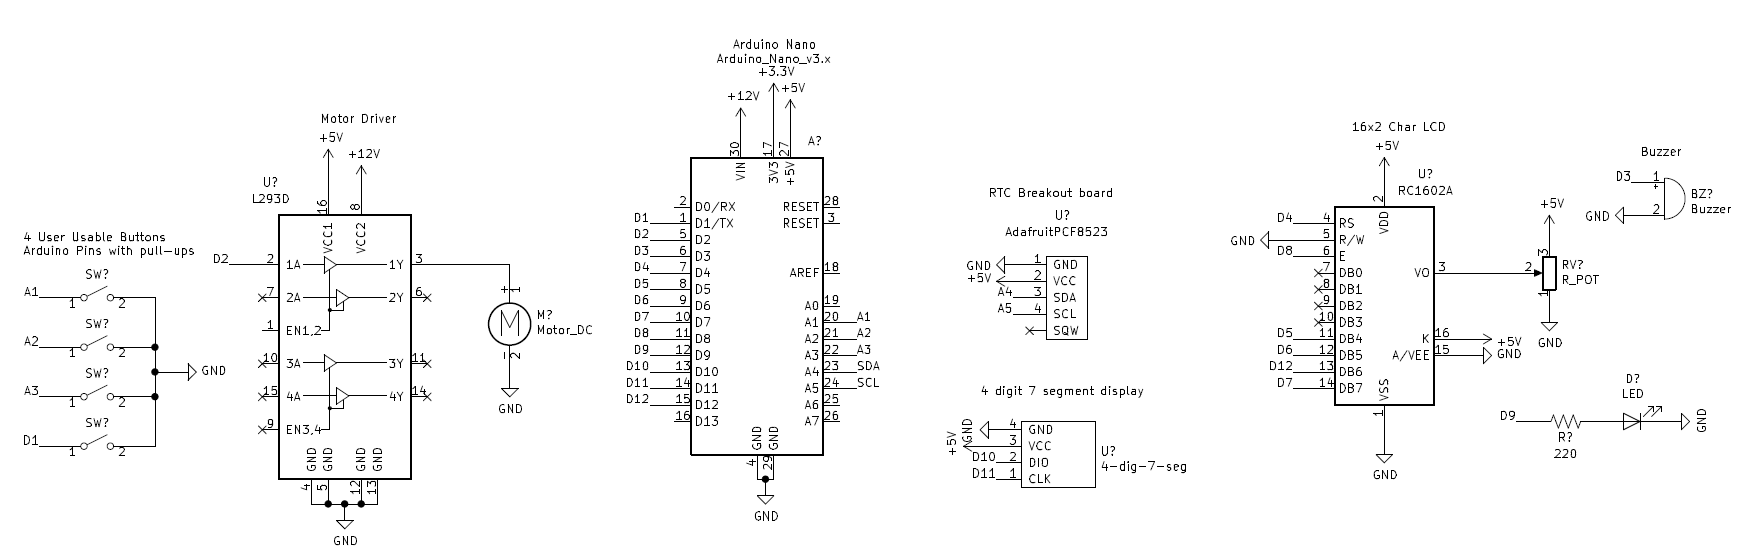 4 User Usable Buttons
Arduino Pins with pull-ups
SW?
A1 1 2
SW?
A2 1 2
SW?
A3 1 2
SW?
D1 1 2
GND
Motor Driver
+5V
+12V
U?
L293D
16 8
VCC1 VCC2
D2 2 1A 1Y 3
7 2A 2Y 6
1 EN1,2
10 3A 3Y 11
15 4A 4Y 14
9 EN3,4
GND GND GND GND
4 5 12 13
GND
+ 1
M?
Motor_DC
M
- 2
GND
Arduino Nano
Arduino_Nano_v3.x
+3.3V
+5V
+12V
A?
30 17 27
VIN 3V3 +5V
2 D0/RX RESET 28
D1 1 D1/TX RESET 3
D2 5 D2
D3 6 D3
D4 7 D4 AREF 18
D5 8 D5
D6 9 D6 A0 19
D7 10 D7 A1 20 A1
D8 11 D8 A2 21 A2
D9 12 D9 A3 22 A3
D10 13 D10 A4 23 SDA
D11 14 D11 A5 24 SCL
D12 15 D12 A6 25
16 D13 A7 26
GND GND
4 29
GND
RTC Breakout board
U?
AdafruitPCF8523
GND 1 GND
+5V 2 VCC
A4 3 SDA
A5 4 SCL
SQW
4 digit 7 segment display
GND 4 GND
+5V 3 VCC
D10 2 DIO
D11 1 CLK
U?
4-dig-7-seg
16x2 Char LCD
+5V
U?
RC1602A
2
VDD
D4 4 RS
GND 5 R/W
D8 6 E
7 DB0 VO 3
8 DB1
9 DB2
10 DB3
D5 11 DB4 K 16 +5V
D6 12 DB5 A/VEE 15 GND
D12 13 DB6
D7 14 DB7
VSS
1
GND
+5V
3
2
RV?
R_POT
1
GND
Buzzer
D3 1
+
GND 2
BZ?
Buzzer
D?
LED
D9
R?
220
GND